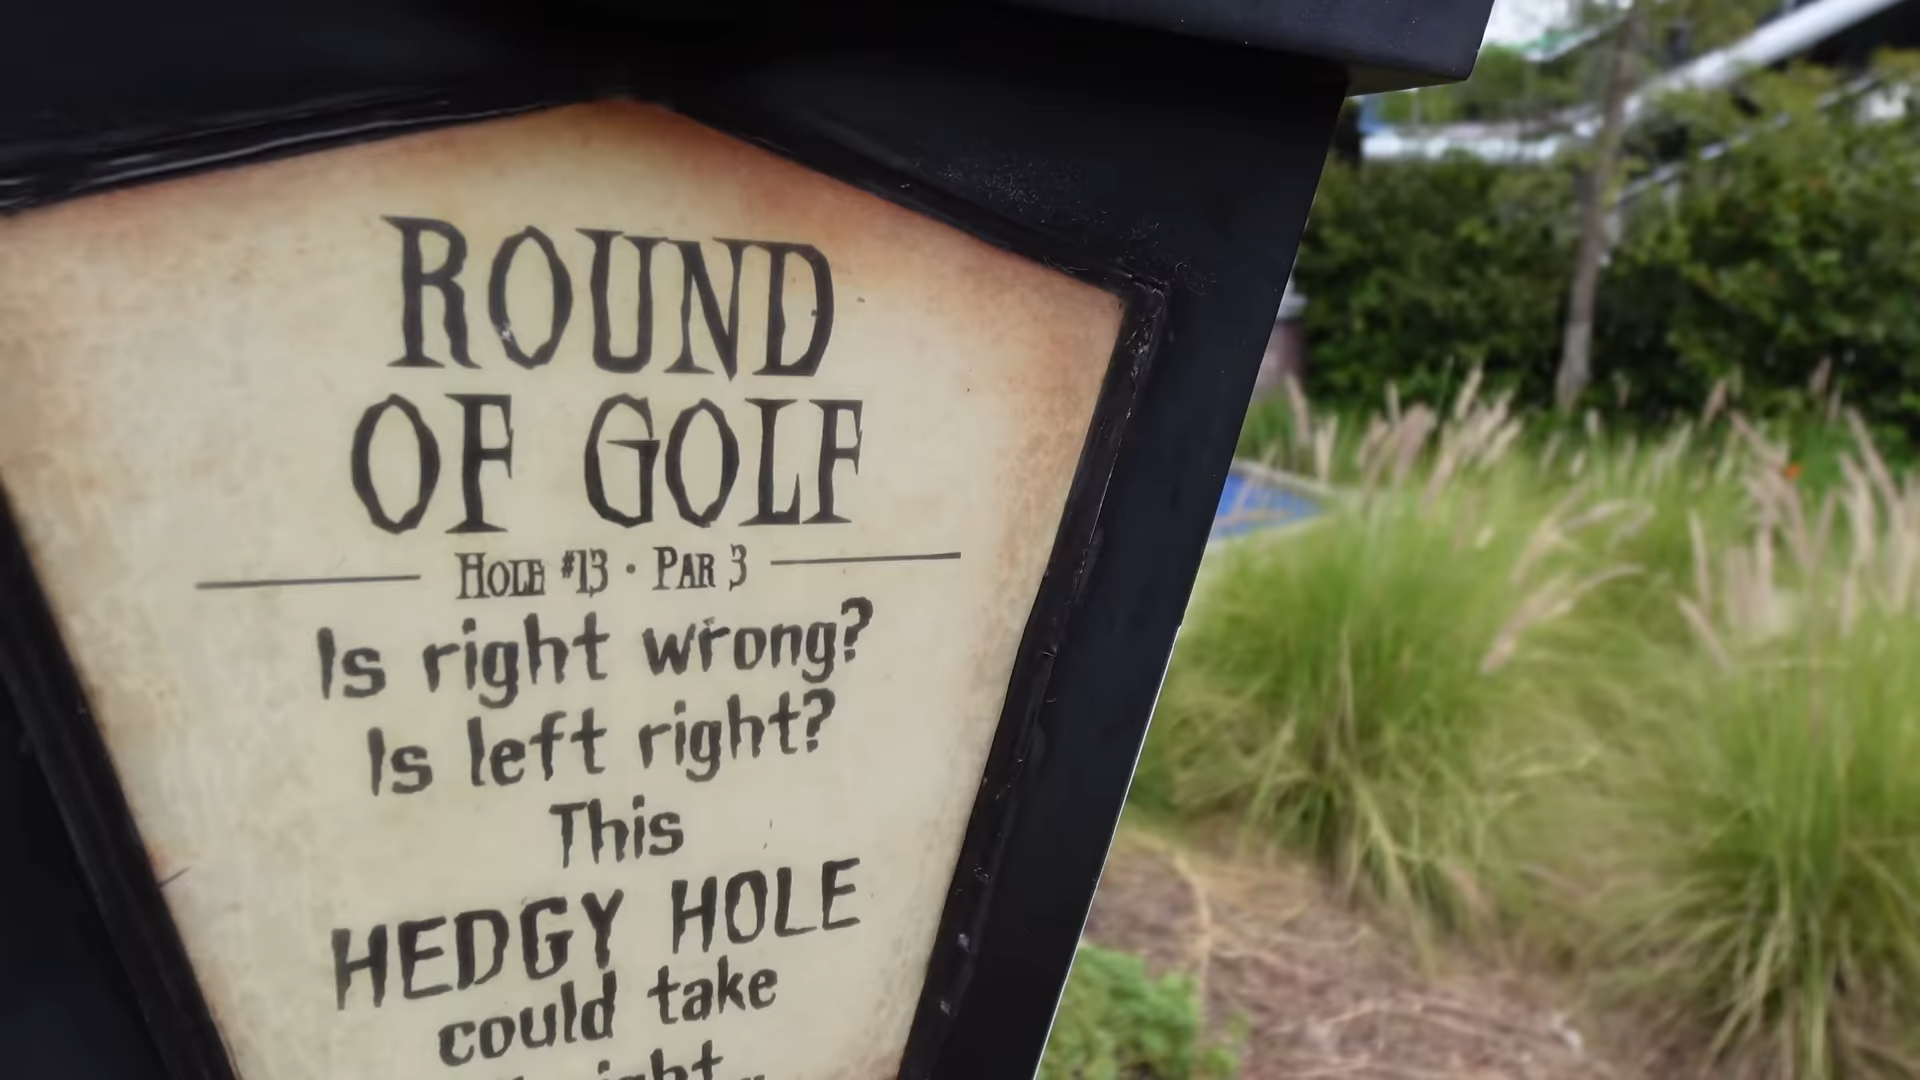 ROUND
OF GOLF
HOLE #13 · PAR 3
Is right wrong?
Is left right?
This
HEDGY HOLE
could take